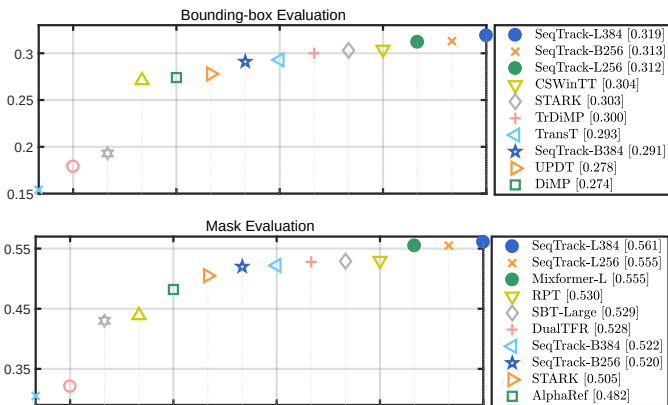 Bounding-box Evaluation
0.3
0.25
0.2
0.15
SeqTrack-L384 [0.319]
SeqTrack-B256 [0.313]
SeqTrack-L256 [0.312]
CSWinTT [0.304]
STARK [0.303]
TrDiMP [0.300]
TransT [0.293]
SeqTrack-B384 [0.291]
UPDT [0.278]
DiMP [0.274]
Mask Evaluation
0.55
0.45
0.35
SeqTrack-L384 [0.561]
SeqTrack-L256 [0.555]
Mixformer-L [0.555]
RPT [0.530]
SBT-Large [0.529]
DualTFR [0.528]
SeqTrack-B384 [0.522]
SeqTrack-B256 [0.520]
STARK [0.505]
AlphaRef [0.482]